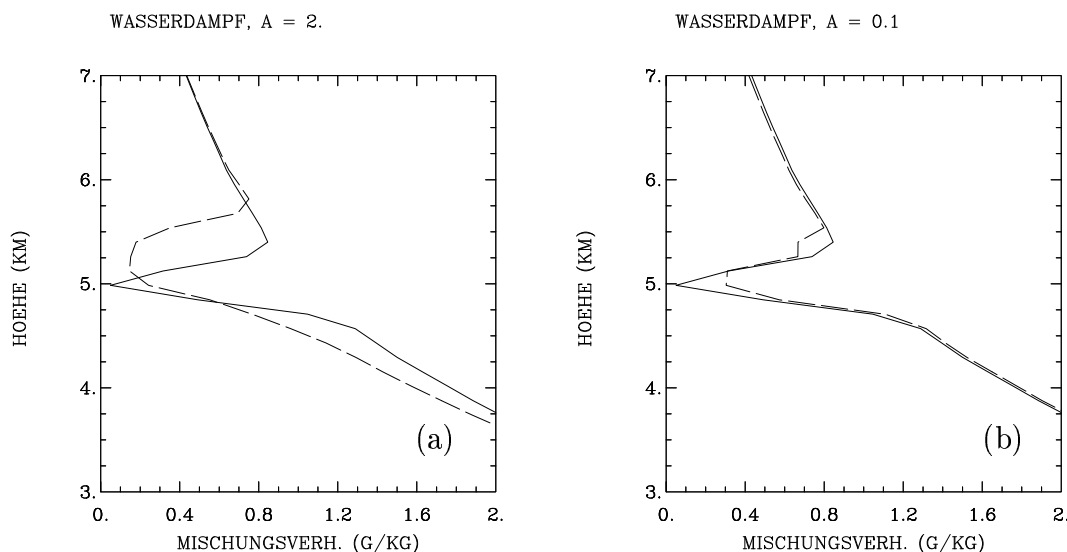 WASSERDAMPF, A = 2.
7.
6.
5.
4.
3.
HOEHE (KM)
(a)
0. 0.4 0.8 1.2 1.6 2.
MISCHUNGSVERH. (G/KG)
WASSERDAMPF, A = 0.1
7.
6.
5.
4.
3.
HOEHE (KM)
(b)
0. 0.4 0.8 1.2 1.6 2.
MISCHUNGSVERH. (G/KG)